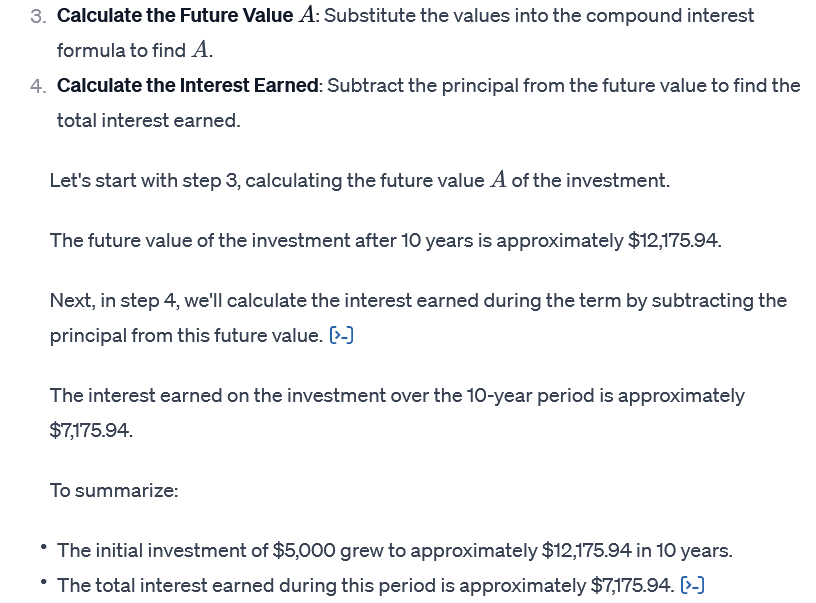 3. Calculate the Future Value A: Substitute the values into the compound interest
formula to find A.
4. Calculate the Interest Earned: Subtract the principal from the future value to find the
total interest earned.
Let's start with step 3, calculating the future value A of the investment.
The future value of the investment after 10 years is approximately $12,175.94.
Next, in step 4, we'll calculate the interest earned during the term by subtracting the
principal from this future value. [>-]
The interest earned on the investment over the 10-year period is approximately
$7,175.94.
To summarize:
• The initial investment of $5,000 grew to approximately $12,175.94 in 10 years.
• The total interest earned during this period is approximately $7,175.94. [>-]